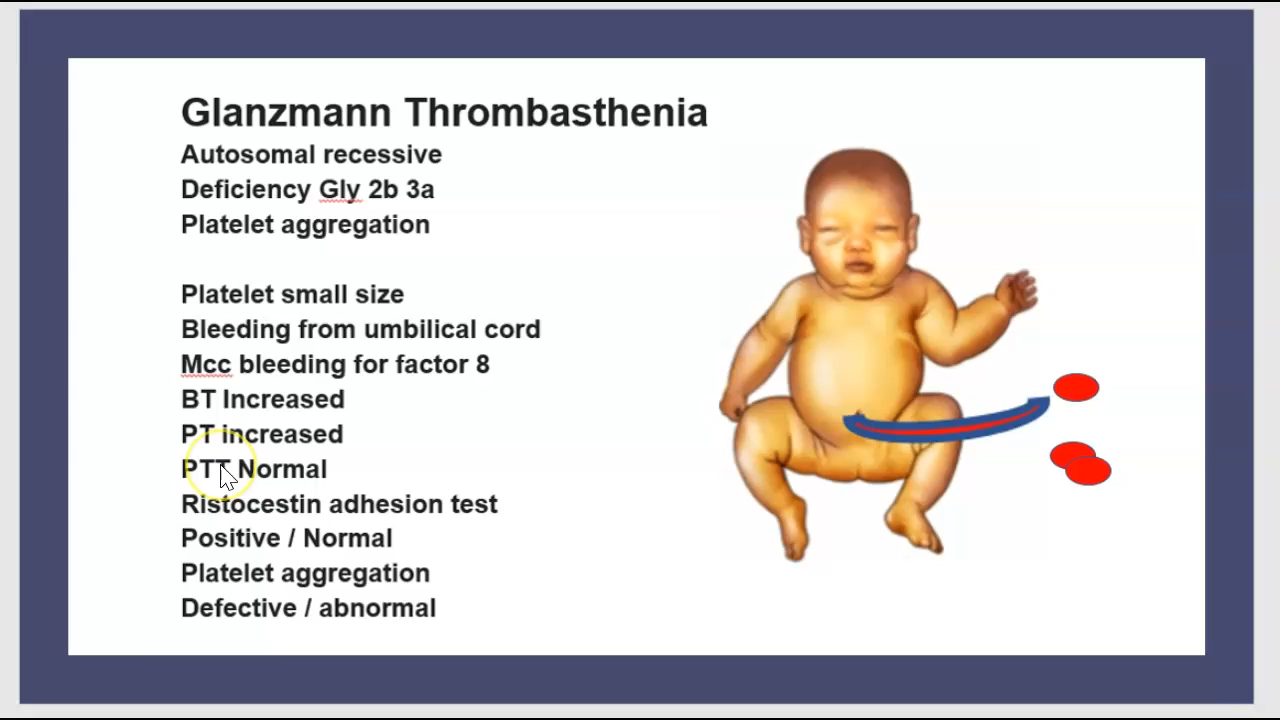 Glanzmann Thrombasthenia
Autosomal recessive
Deficiency Gly 2b 3a
Platelet aggregation
Platelet small size
Bleeding from umbilical cord
Mcc bleeding for factor 8
BT Increased
PT increased
PTT Normal
Ristocestin adhesion test
Positive / Normal
Platelet aggregation
Defective / abnormal